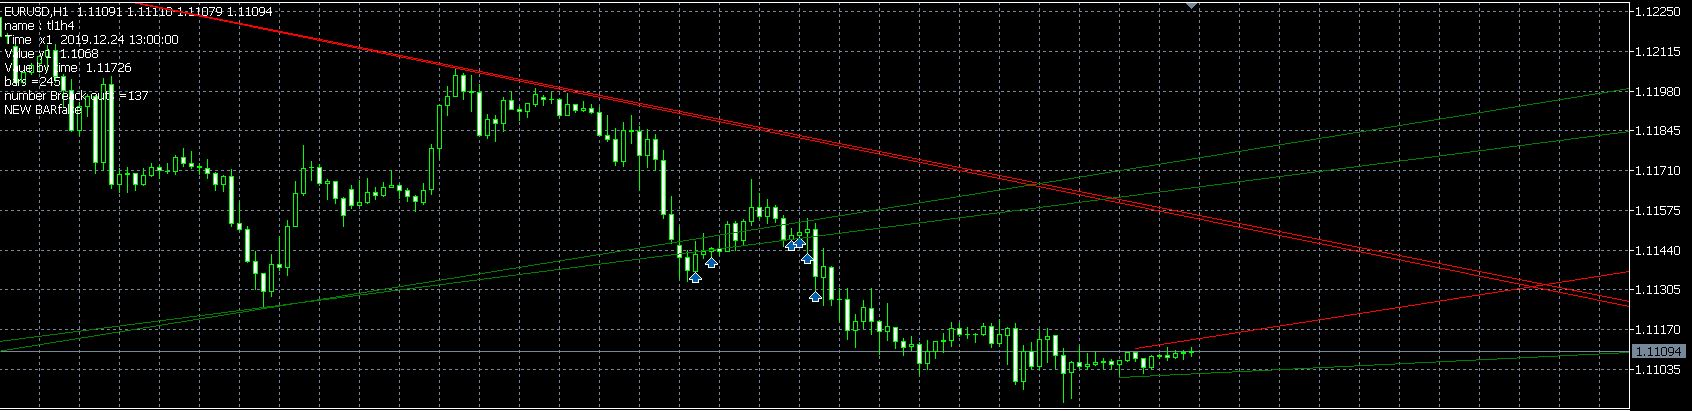 EURUSD,H1 1.11091 1.11110 1.11079 1.11094
name : tl1h4
Time x1 2019.12.24 13:00:00
Value v01 1.1068
Value by time 1.11726
bars =245
number Breack out =137
NEW BARfalse
1.12250
1.12115
1.11980
1.11845
1.11710
1.11575
1.11440
1.11305
1.11170
1.11094
1.11035